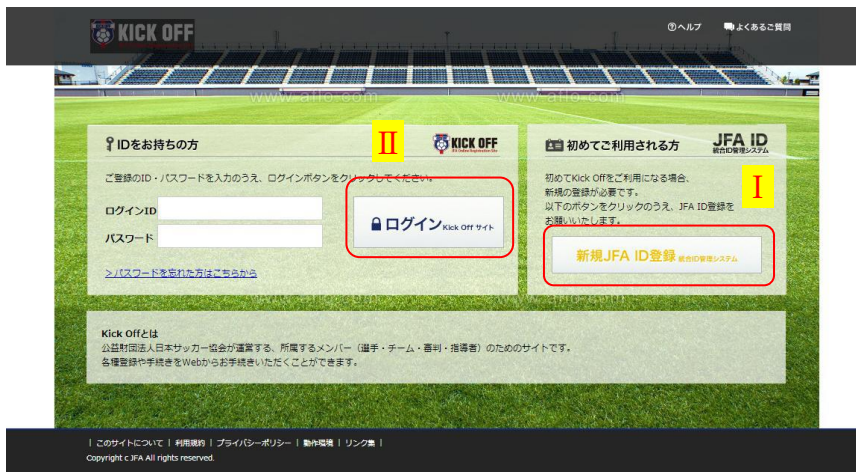 KICK OFF
ヘルプ よくあるご質問
www.aflo.com www.aflo.com
IDをお持ちの方
II
KICK OFF
ご登録のID・パスワードを入力のうえ、ログインボタンをクリックしてください。
ログインID
パスワード
ログイン Kick Off サイト
>パスワードを忘れた方はこちらから
初めてご利用される方
JFA ID
統合ID管理システム
I
初めてKick Offをご利用になる場合、
新規の登録が必要です。
以下のボタンをクリックのうえ、JFA ID登録を
お願いいたします。
新規JFA ID登録 統合ID管理システム
www.aflo.com www.aflo.com
Kick Offとは
公益財団法人日本サッカー協会が運営する、所属するメンバー（選手・チーム・審判・指導者）のためのサイトです。
各種登録や手続きをWebからお手続きいただくことができます。
| このサイトについて | 利用規約 | プライバシーポリシー | 動作環境 | リンク集 |
Copyright c JFA All rights reserved.